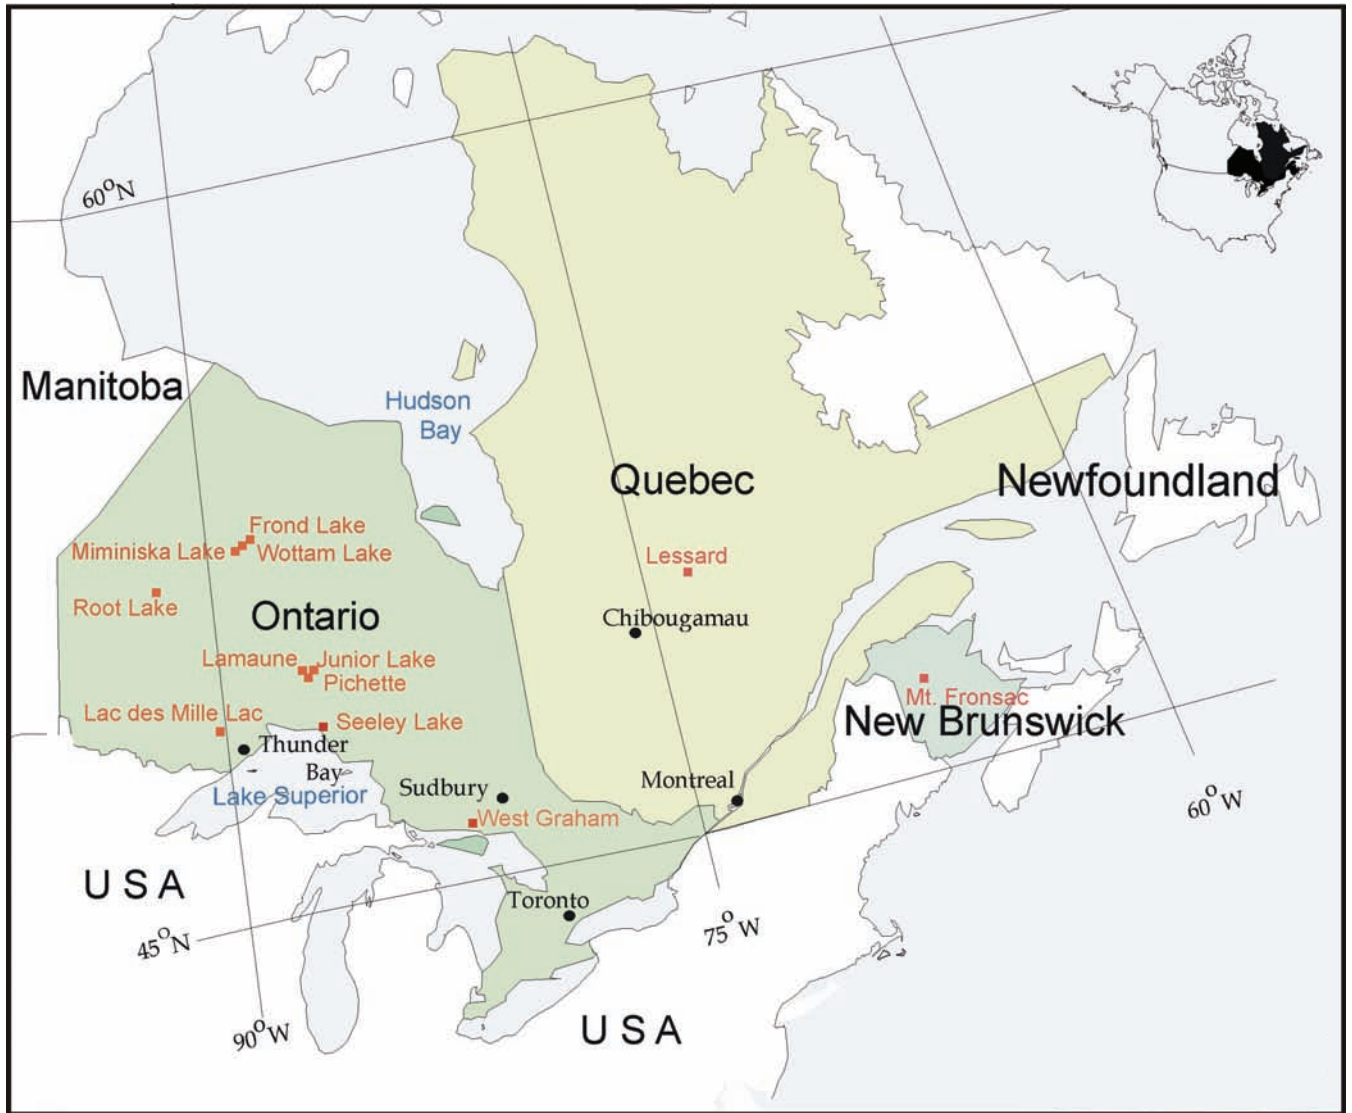 60°N
Manitoba
Hudson
Bay
Quebec
Newfoundland
Frond Lake
Miminiska Lake
Wottam Lake
Lessard
Root Lake
Ontario
Chibougamau
Lamaune
Junior Lake
Pichette
Mt. Fronsac
Lac des Mille Lac
Seeley Lake
New Brunswick
Thunder
Bay
Lake Superior
Sudbury
Montreal
60°W
West Graham
USA
Toronto
45°N
75°W
90°W
USA